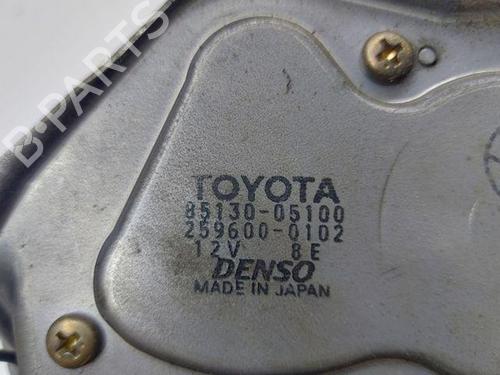 B-PARTS
TOYOTA
85130-05100
259600-0102
12V 8E
DENSO
MADE IN JAPAN